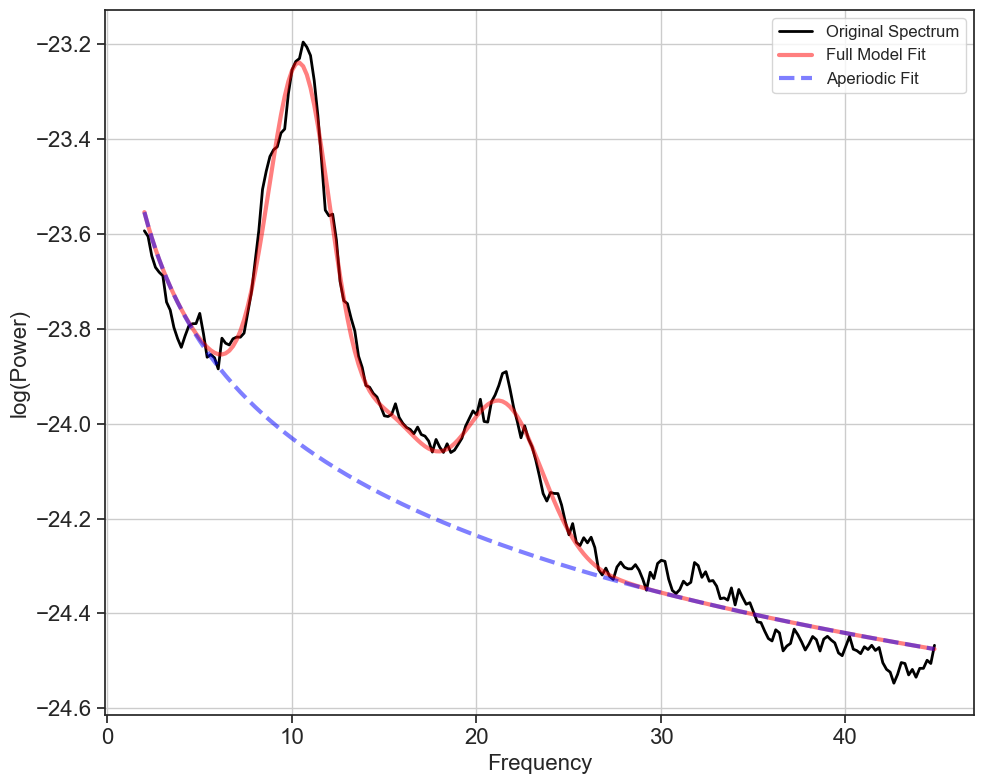 Original Spectrum
Full Model Fit
Aperiodic Fit
−23.2
−23.4
−23.6
−23.8
−24.0
−24.2
−24.4
−24.6
log(Power)
0 10 20 30 40
Frequency